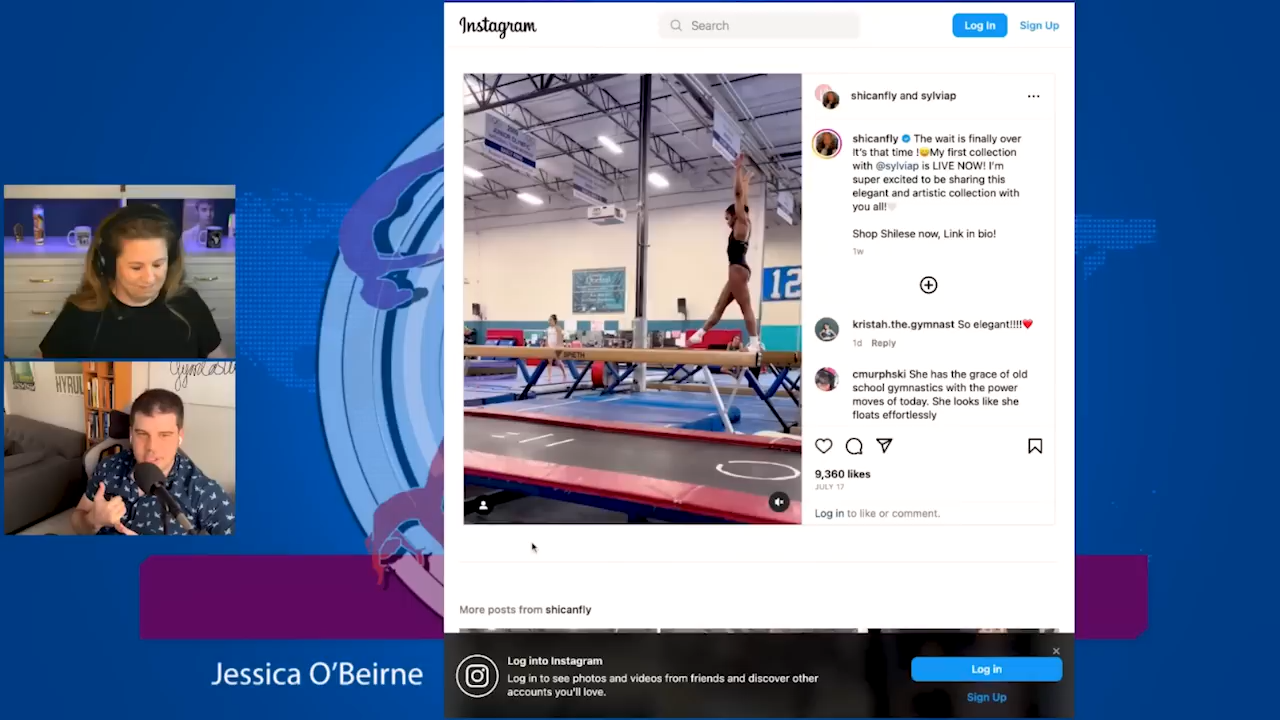 Instagram
Search
Log In
Sign Up
shicanfly and sylviap
shicanfly The wait is finally over
It's that time !😄My first collection
with @sylviap is LIVE NOW! I'm
super excited to be sharing this
elegant and artistic collection with
you all!🤍
Shop Shilese now, Link in bio!
1w
kristah.the.gymnast So elegant!!!!❤️
1d Reply
cmurphski She has the grace of old
school gymnastics with the power
moves of today. She looks like she
floats effortlessly
9,360 likes
JULY 17
Log in to like or comment.
SPIETH
12
HYRUL
More posts from shicanfly
Log into Instagram
Log in to see photos and videos from friends and discover other
accounts you'll love.
Log in
Sign Up
Jessica O'Beirne